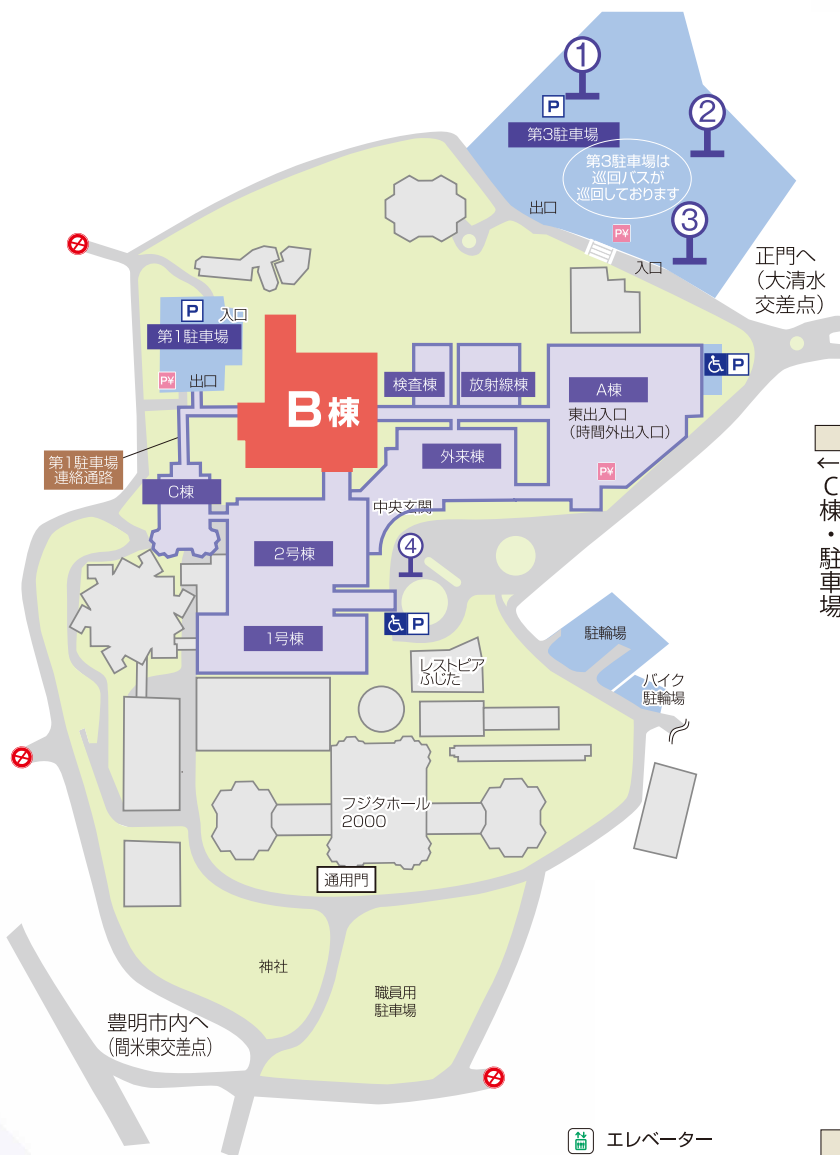 ①
P
②
第3駐車場
第3駐車場は
巡回バスが
巡回しております
出口
③
P¥
入口
正門へ
(大清水
交差点)
P
入口
第1駐車場
P¥
出口
B棟
検査棟
放射線棟
A棟
東出入口
(時間外出入口)
P
外来棟
P¥
第1駐車場
連絡通路
C棟
中央玄関
←C棟・駐車場
2号棟
④
P
1号棟
駐輪場
レストピア
ふじた
バイク
駐輪場
フジタホール
2000
通用門
神社
職員用
駐車場
豊明市内へ
(間米東交差点)
エレベーター